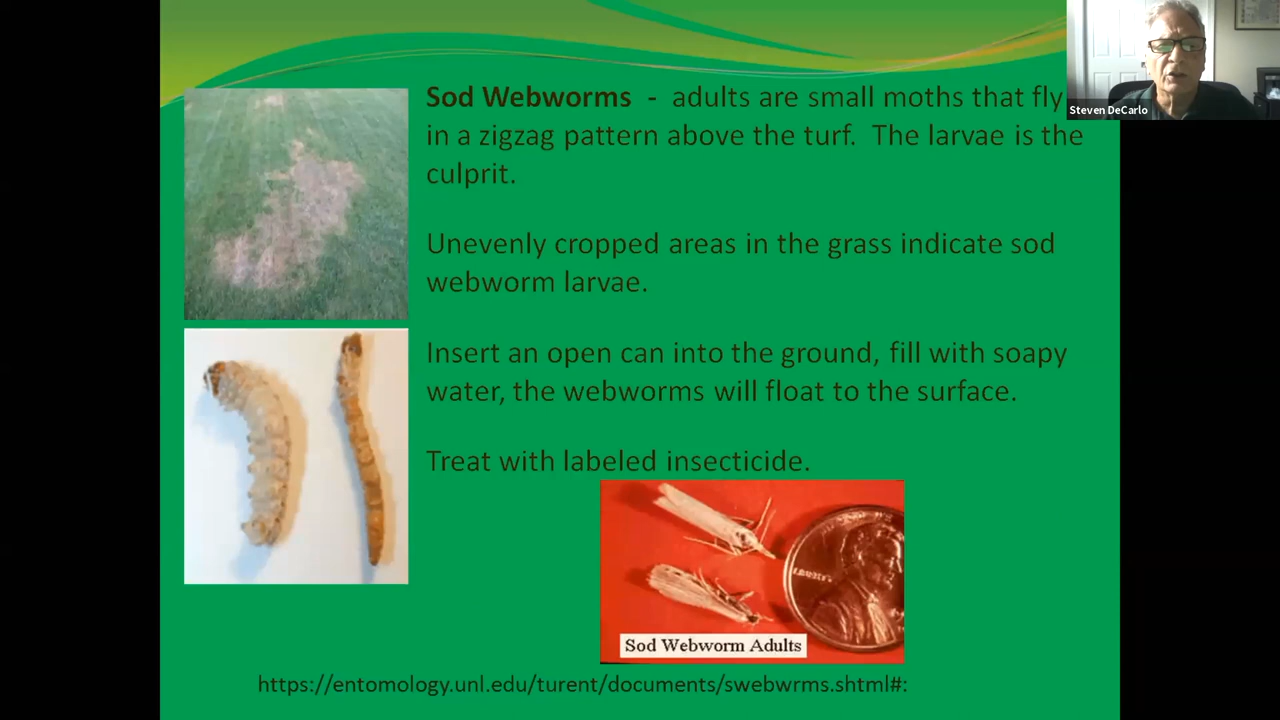 Sod Webworms - adults are small moths that fly
in a zigzag pattern above the turf. The larvae is the
culprit.
Steven DeCarlo
Unevenly cropped areas in the grass indicate sod
webworm larvae.
Insert an open can into the ground, fill with soapy
water, the webworms will float to the surface.
Treat with labeled insecticide.
LIBERTY
Sod Webworm Adults
https://entomology.unl.edu/turent/documents/swebwrms.shtml#: